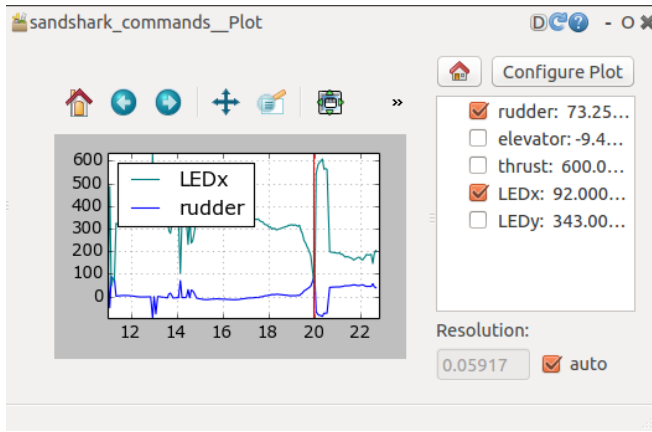 sandshark_commands__Plot
D
?
- O ✖
»
Configure Plot
rudder: 73.25...
elevator: -9.4...
thrust: 600.0...
LEDx: 92.000...
LEDy: 343.00...
LEDx
rudder
600
500
400
300
200
100
0
12 14 16 18 20 22
Resolution:
0.05917
auto